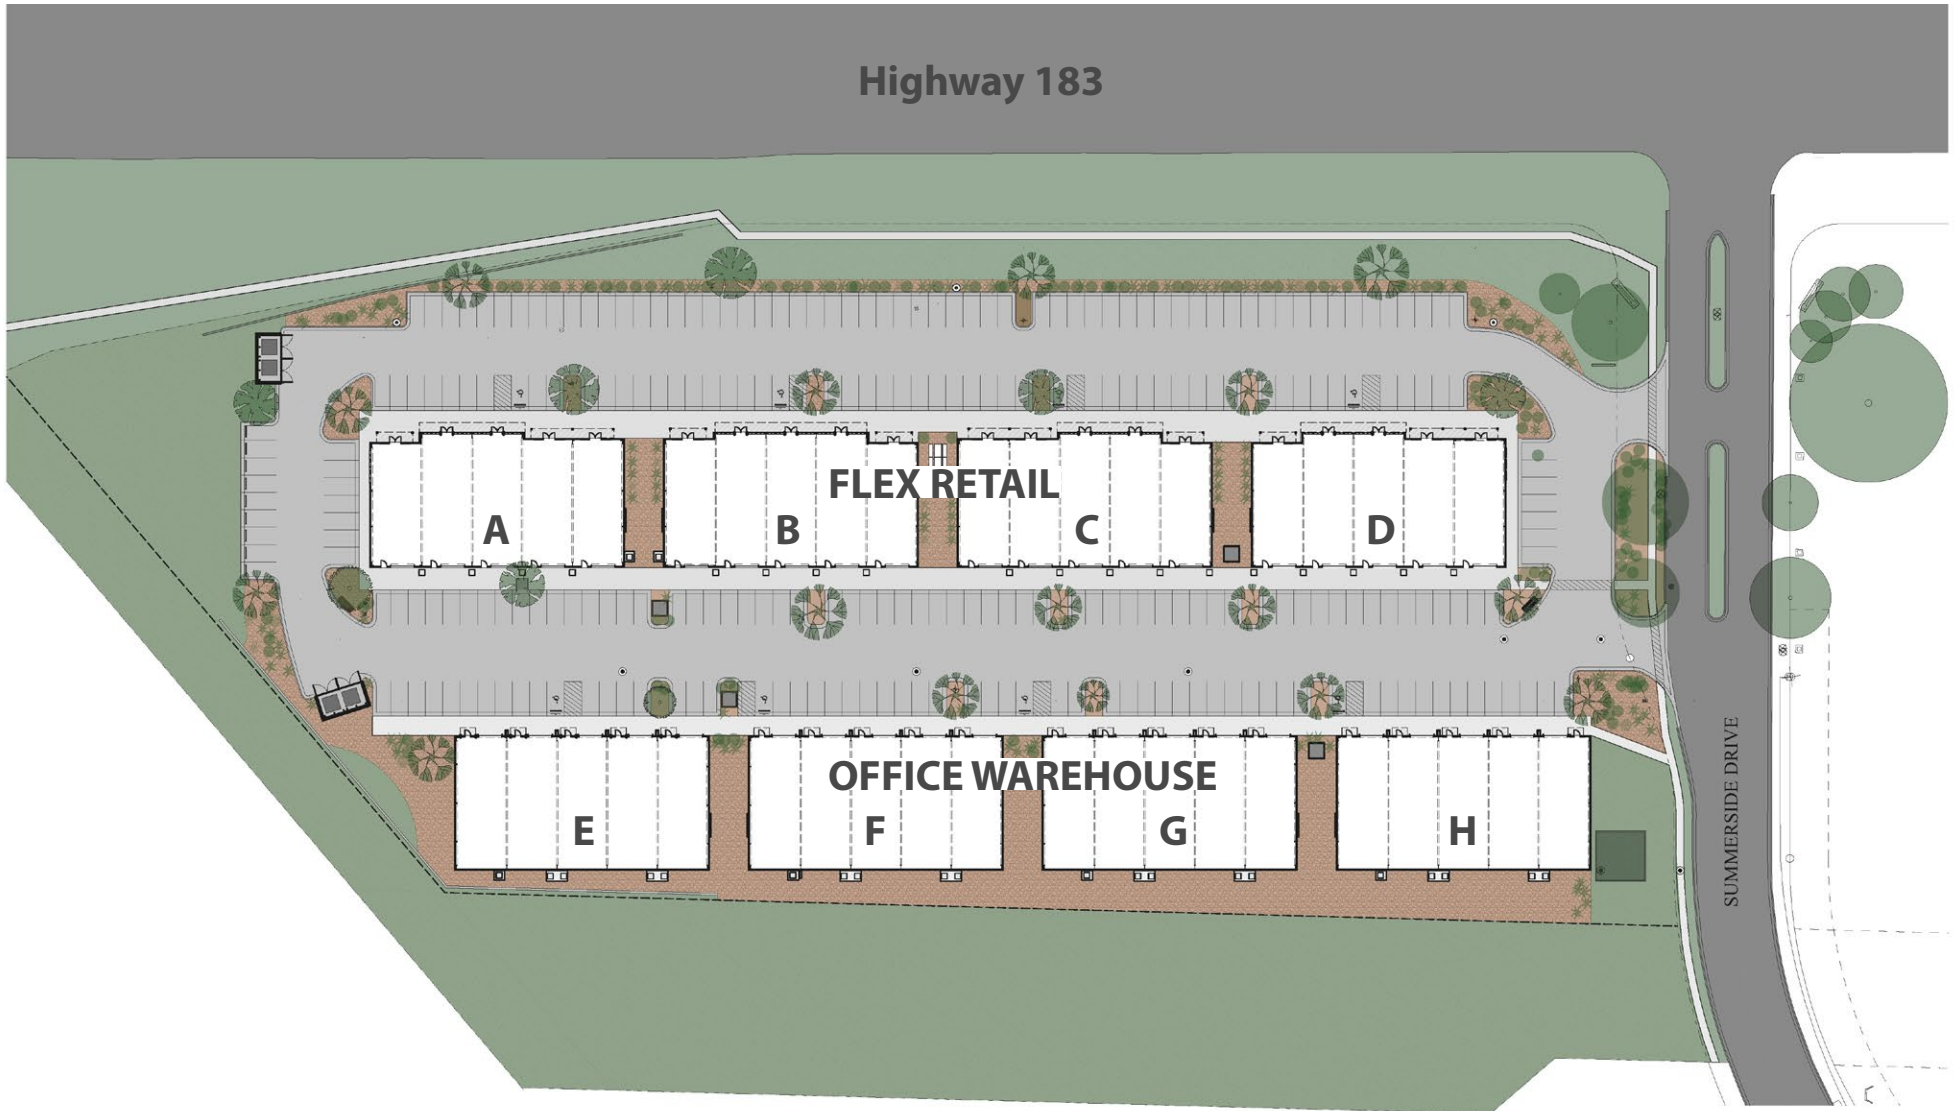 Highway 183
FLEX RETAIL
A
B
C
D
OFFICE WAREHOUSE
E
F
G
H
SUMMERSIDE DRIVE